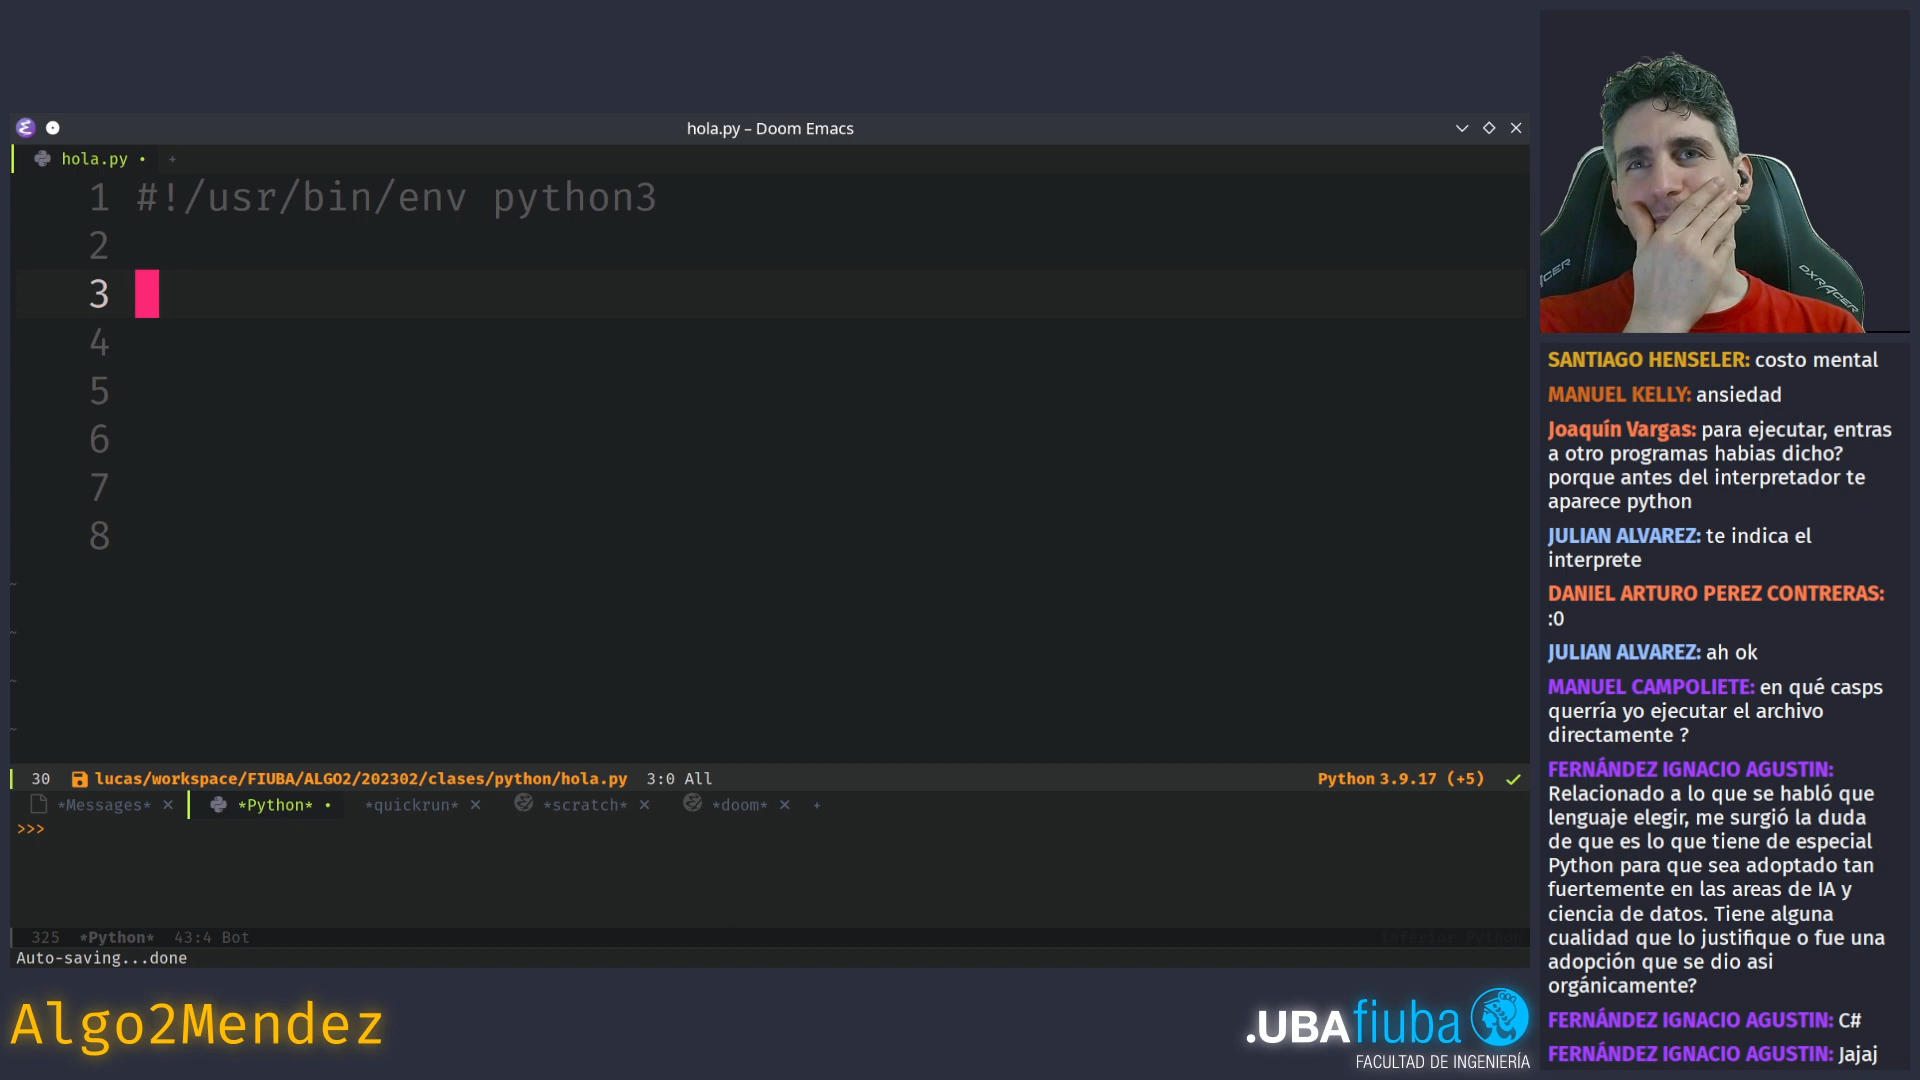 hola.py – Doom Emacs
hola.py • +
1 #!/usr/bin/env python3
2
3
4
5
6
7
8
~
~
~
~
30 lucas/workspace/FIUBA/ALGO2/202302/clases/python/hola.py 3:0 All Python 3.9.17 (+5)
*Messages* × *Python* • *quickrun* × *scratch* × *doom* × +
>>>
325 *Python* 43:4 Bot Inferior Python
Auto-saving...done
Algo2Mendez
.UBAfiuba
FACULTAD DE INGENIERÍA
DXRACER
SANTIAGO HENSELER: costo mental
MANUEL KELLY: ansiedad
Joaquín Vargas: para ejecutar, entras
a otro programas habias dicho?
porque antes del interpretador te
aparece python
JULIAN ALVAREZ: te indica el
interprete
DANIEL ARTURO PEREZ CONTRERAS:
:0
JULIAN ALVAREZ: ah ok
MANUEL CAMPOLIETE: en qué casps
querría yo ejecutar el archivo
directamente ?
FERNÁNDEZ IGNACIO AGUSTIN:
Relacionado a lo que se habló que
lenguaje elegir, me surgió la duda
de que es lo que tiene de especial
Python para que sea adoptado tan
fuertemente en las areas de IA y
ciencia de datos. Tiene alguna
cualidad que lo justifique o fue una
adopción que se dio asi
orgánicamente?
FERNÁNDEZ IGNACIO AGUSTIN: C#
FERNÁNDEZ IGNACIO AGUSTIN: Jajaj